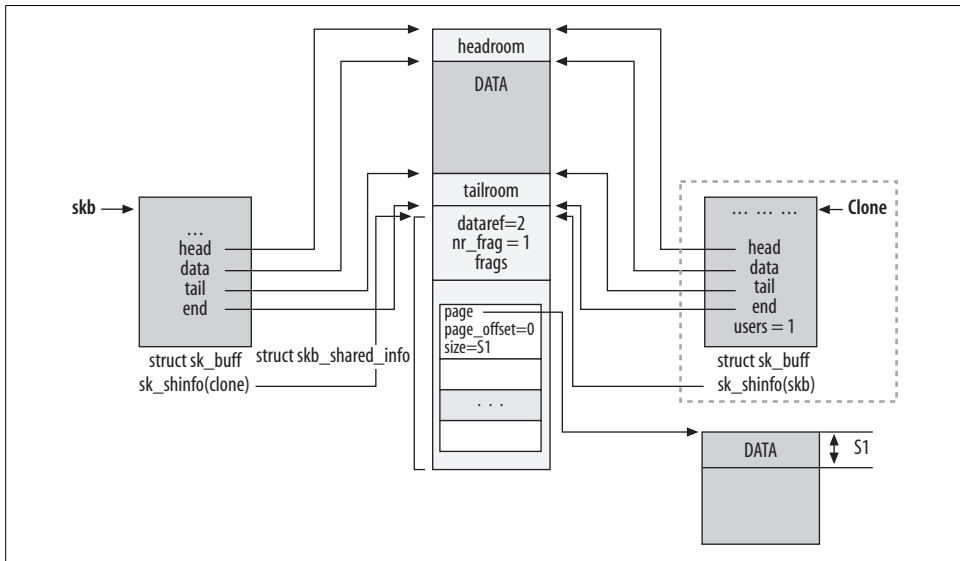 headroom
DATA
tailroom
skb
...
head
data
tail
end
struct sk_buff
sk_shinfo(clone)
struct skb_shared_info
dataref=2
nr_frag = 1
frags
page
page_offset=0
size=S1
. . .
... ... ...
Clone
head
data
tail
end
users = 1
struct sk_buff
sk_shinfo(skb)
DATA
S1